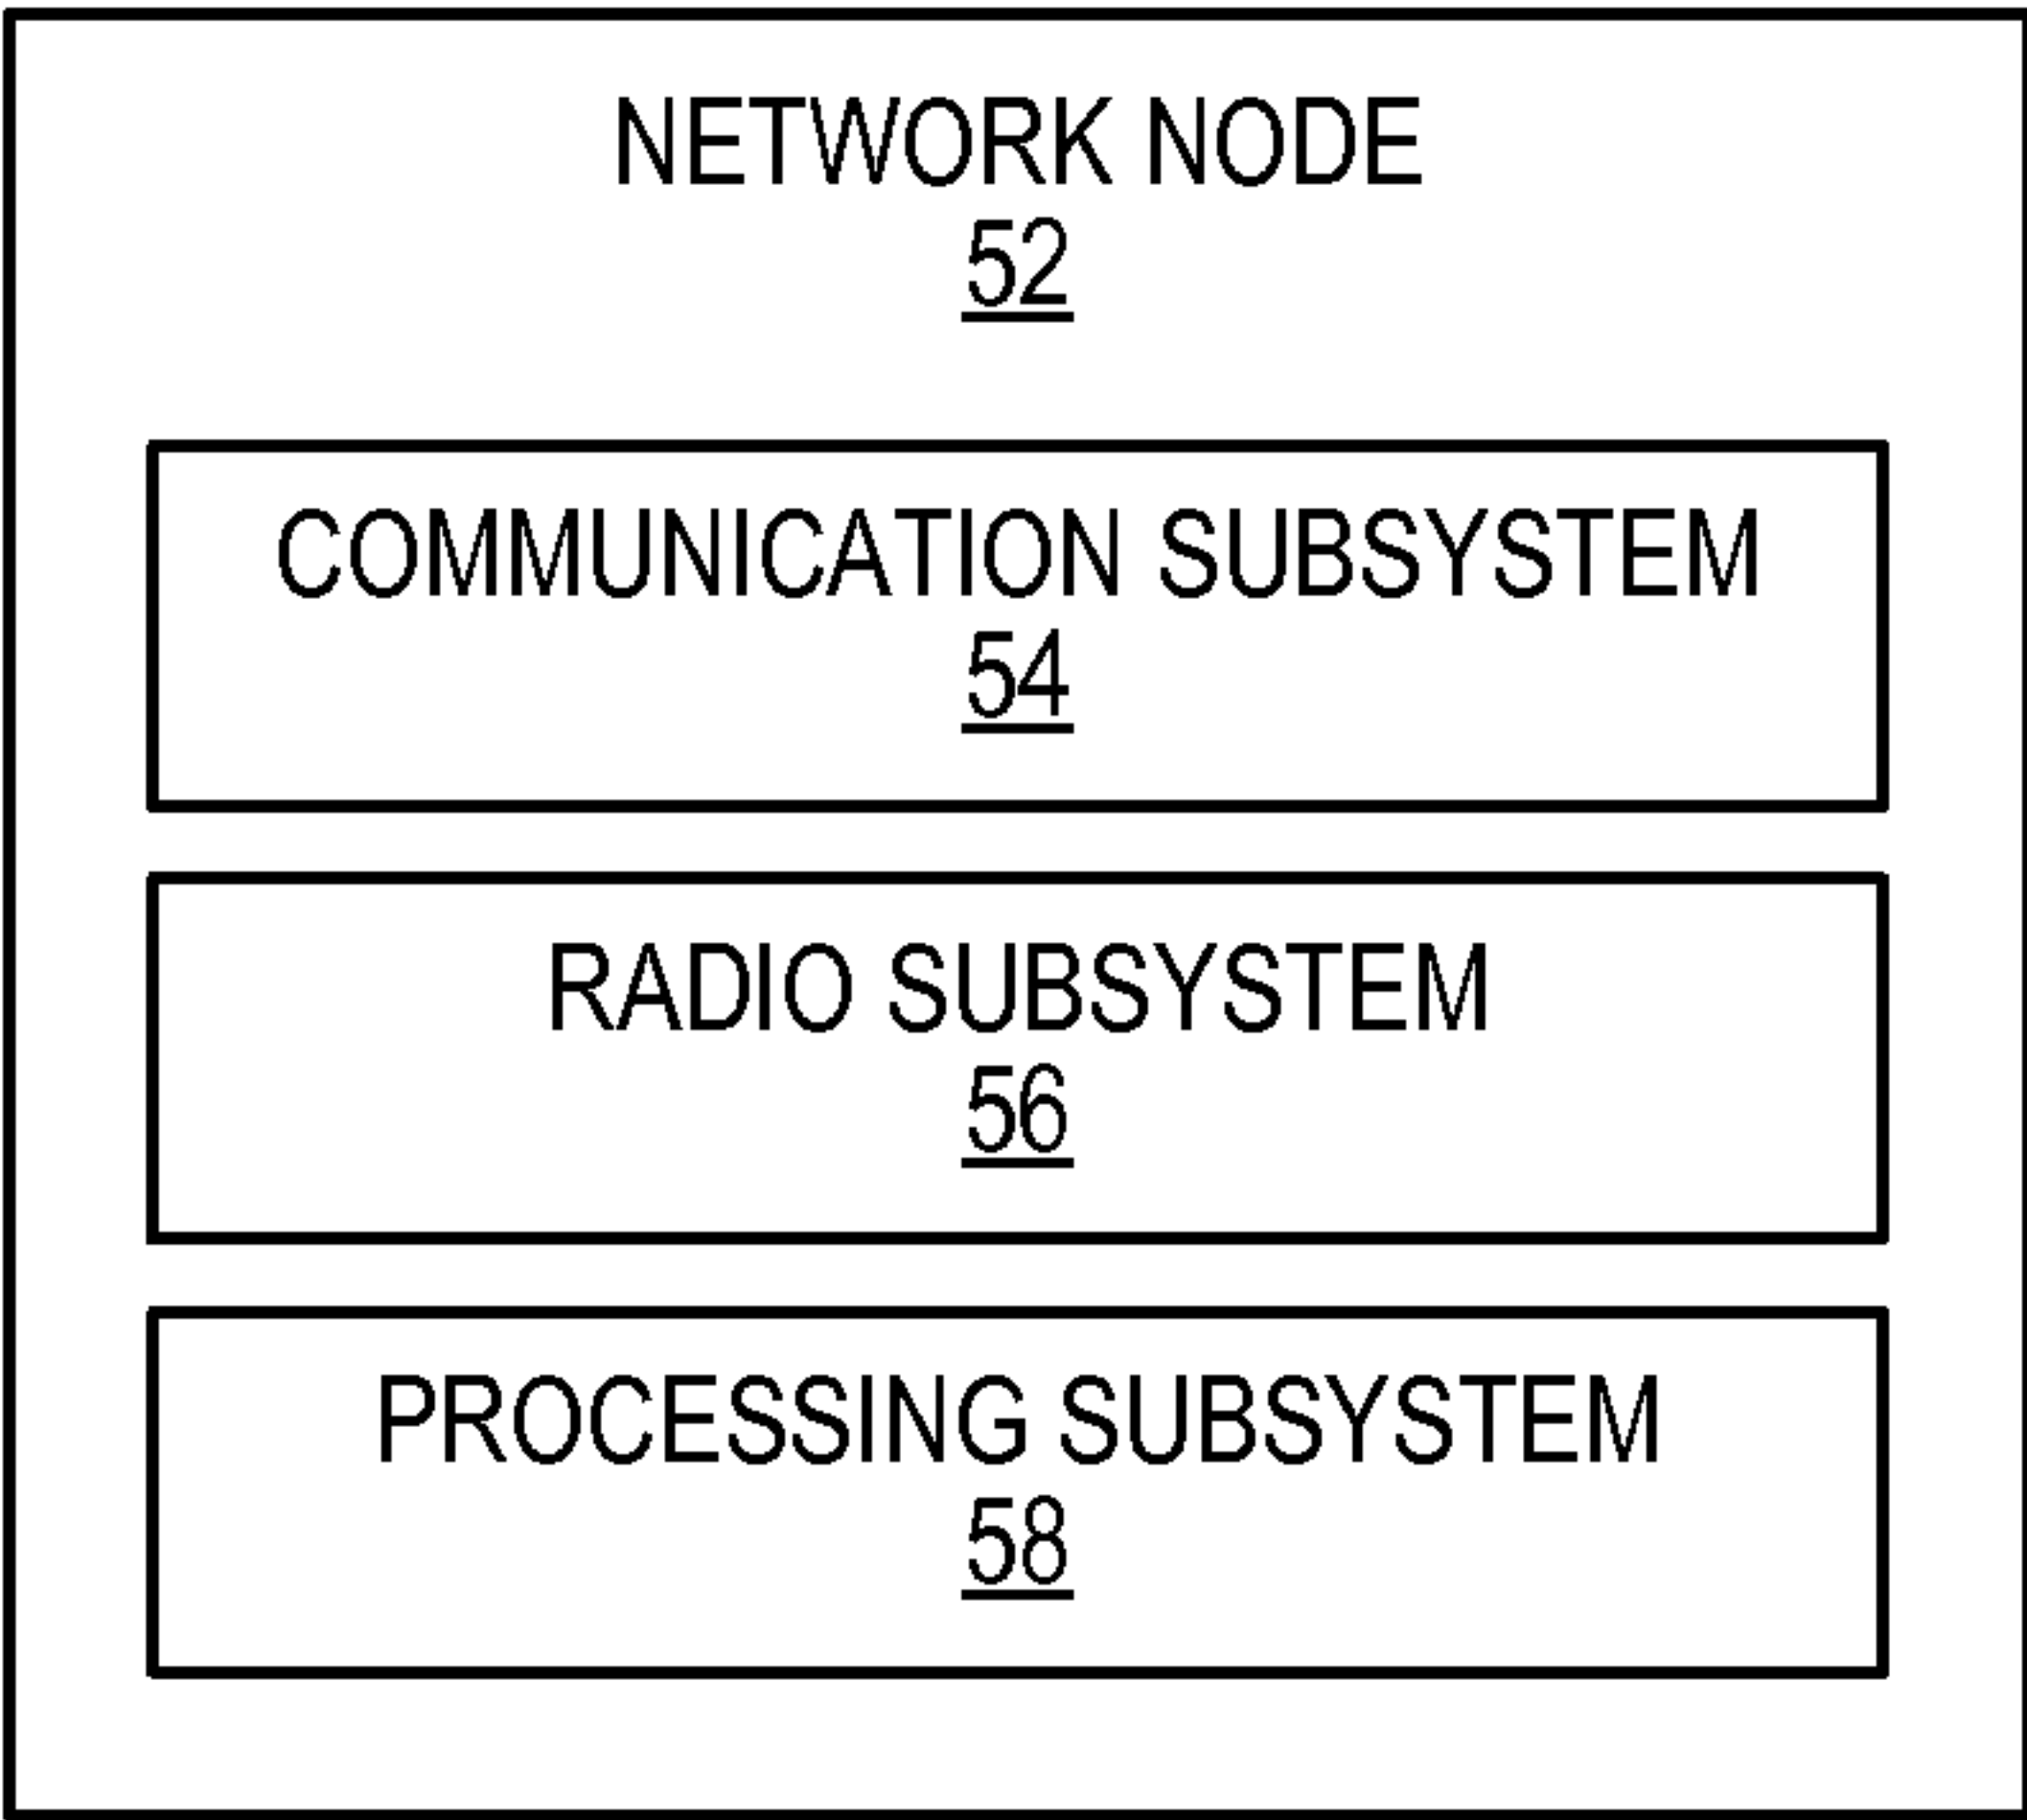 NETWORK NODE
52
COMMUNICATION SUBSYSTEM
54
RADIO SUBSYSTEM
56
PROCESSING SUBSYSTEM
58